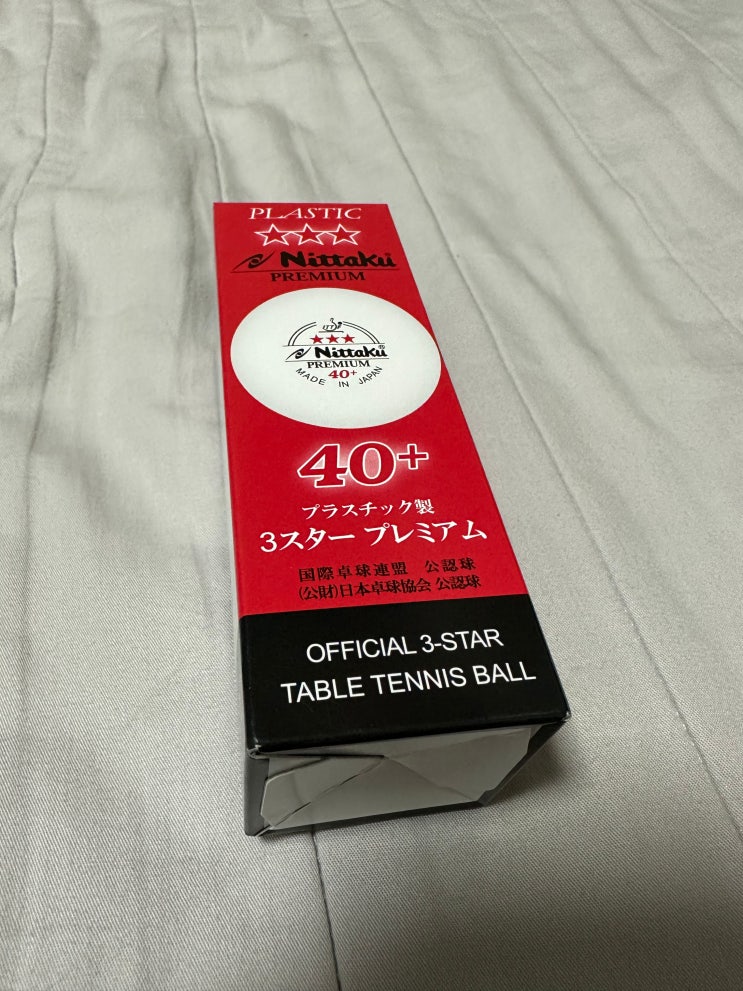 PLASTIC
Nittaku
PREMIUM
Nittaku®
PREMIUM
40+
MADE IN JAPAN
40+
プラスチック製
3スター プレミアム
国際卓球連盟 公認球
(公財)日本卓球協会 公認球
OFFICIAL 3-STAR
TABLE TENNIS BALL